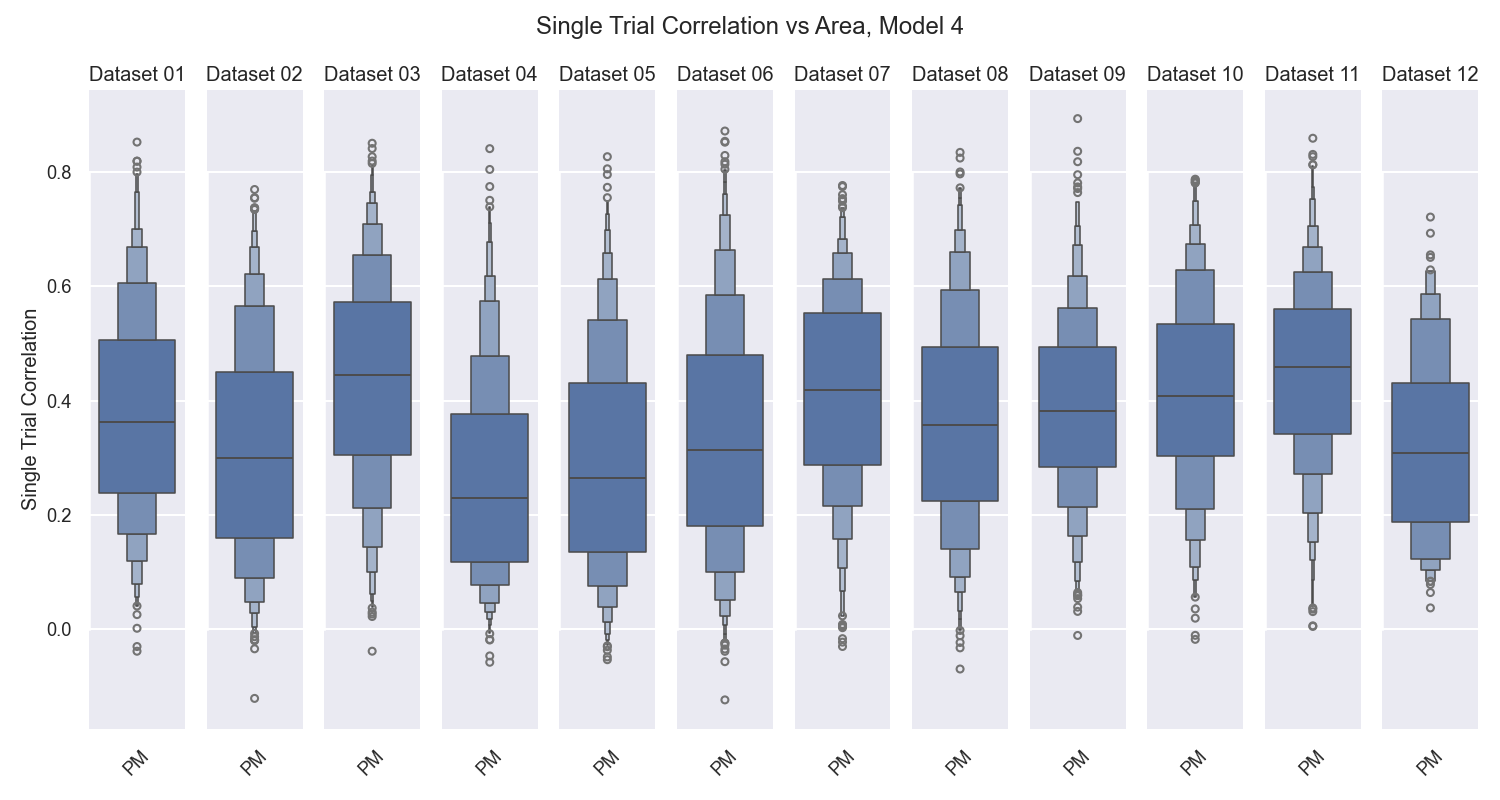 Single Trial Correlation vs Area, Model 4
Dataset 01 Dataset 02 Dataset 03 Dataset 04 Dataset 05 Dataset 06 Dataset 07 Dataset 08 Dataset 09 Dataset 10 Dataset 11 Dataset 12
Single Trial Correlation
0.8
0.6
0.4
0.2
0.0
PM PM PM PM PM PM PM PM PM PM PM PM